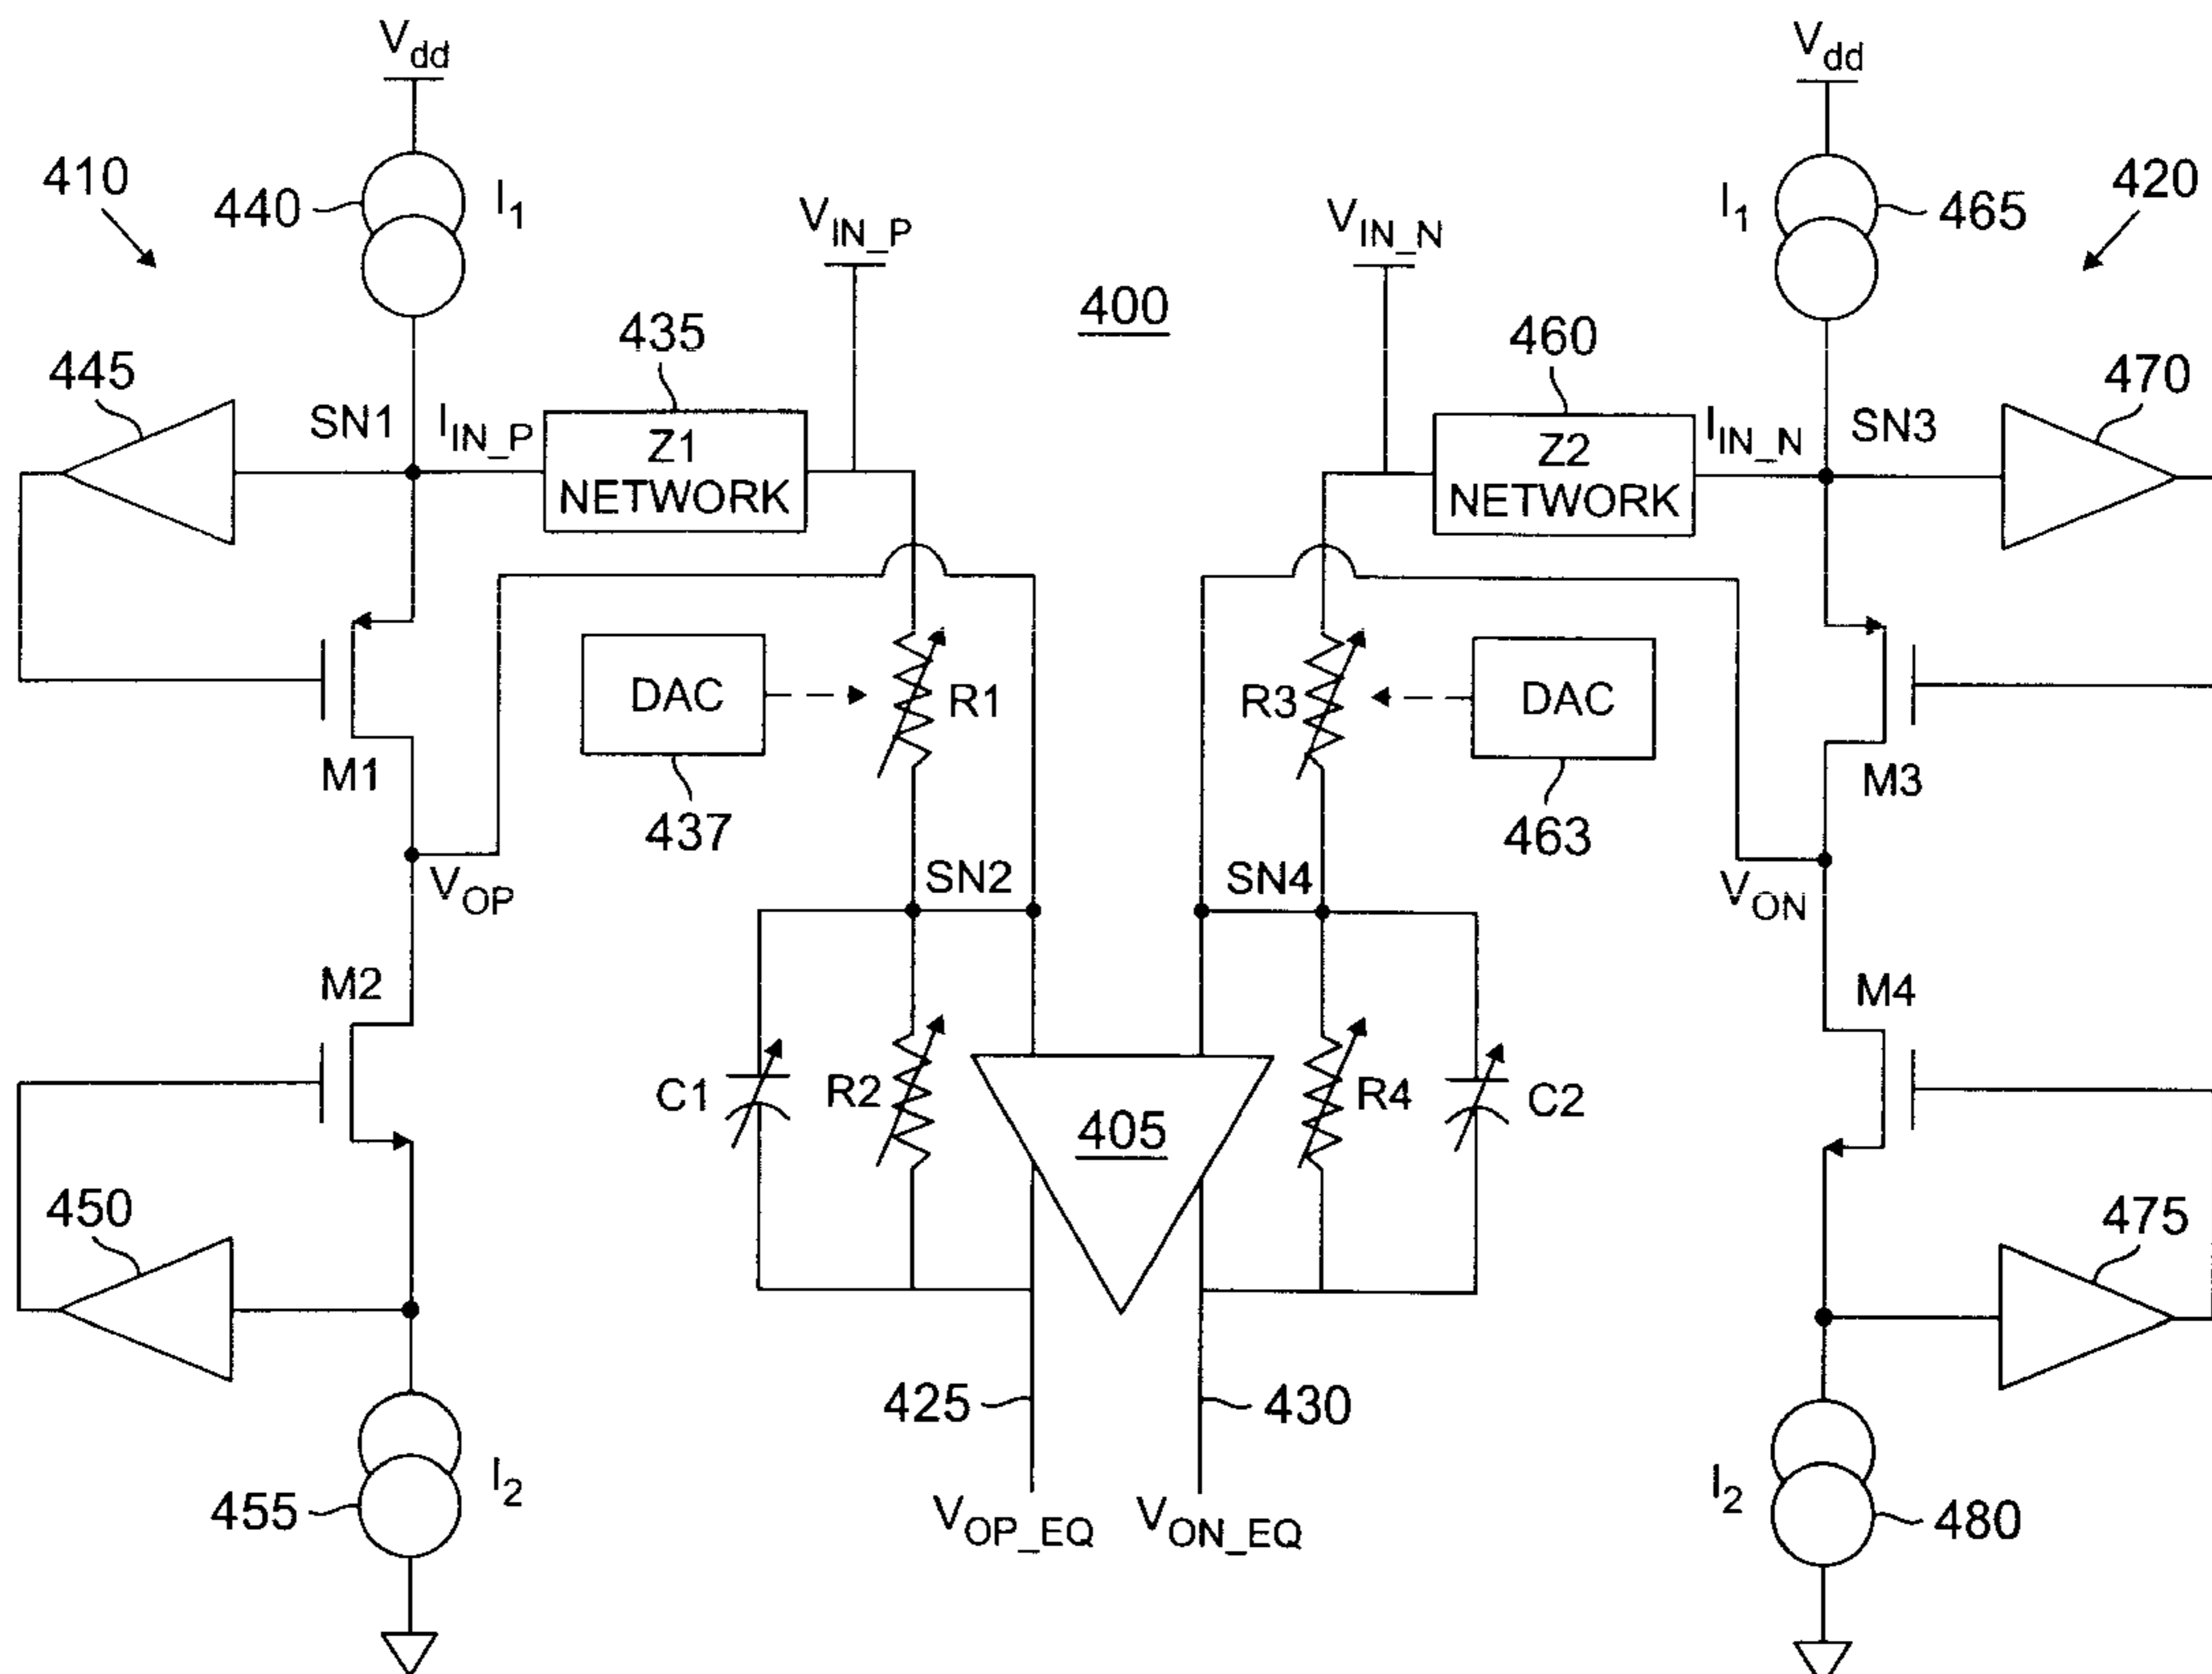 Vdd
Vdd
410
440
I1
VIN_P
VIN_N
I1
465
420
400
435
460
445
SN1
IIN_P
Z1
NETWORK
Z2
NETWORK
IIN_N
SN3
470
DAC
R1
R3
DAC
M1
437
463
M3
VOP
SN2
SN4
VON
M2
M4
C1
R2
405
R4
C2
450
475
425
430
455
I2
VOP_EQ
VON_EQ
I2
480